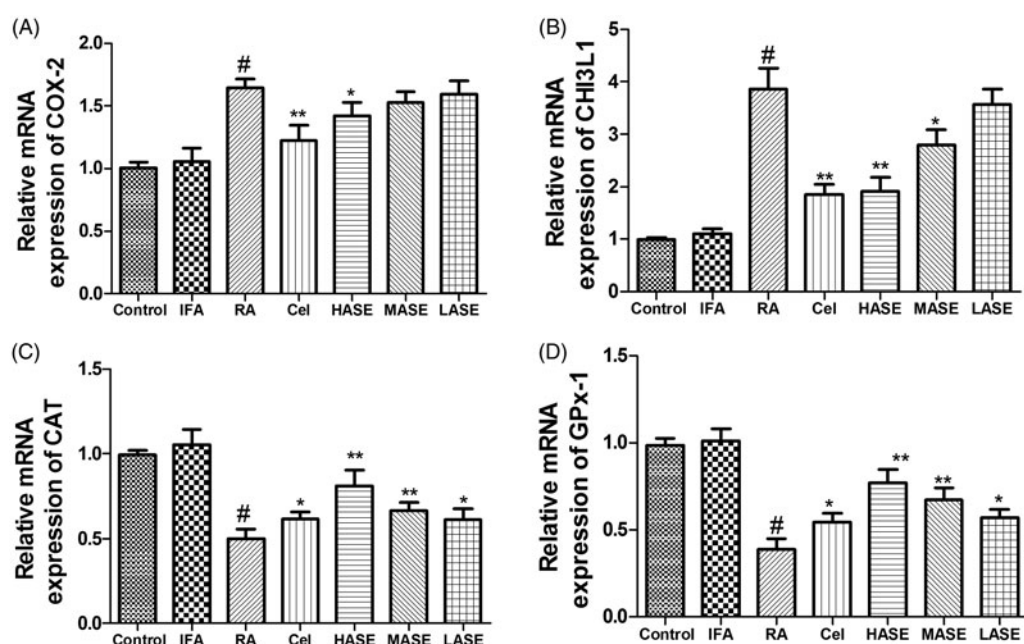 (A)
Relative mRNA
expression of COX-2
2.0
1.5
1.0
0.5
0.0
#
**
*
Control IFA RA Cel HASE MASE LASE
(B)
Relative mRNA
expression of CHI3L1
5
4
3
2
1
0
#
**
**
*
Control IFA RA Cel HASE MASE LASE
(C)
Relative mRNA
expression of CAT
1.5
1.0
0.5
0.0
#
*
**
**
*
Control IFA RA Cel HASE MASE LASE
(D)
Relative mRNA
expression of GPx-1
1.5
1.0
0.5
0.0
#
*
**
**
*
Control IFA RA Cel HASE MASE LASE